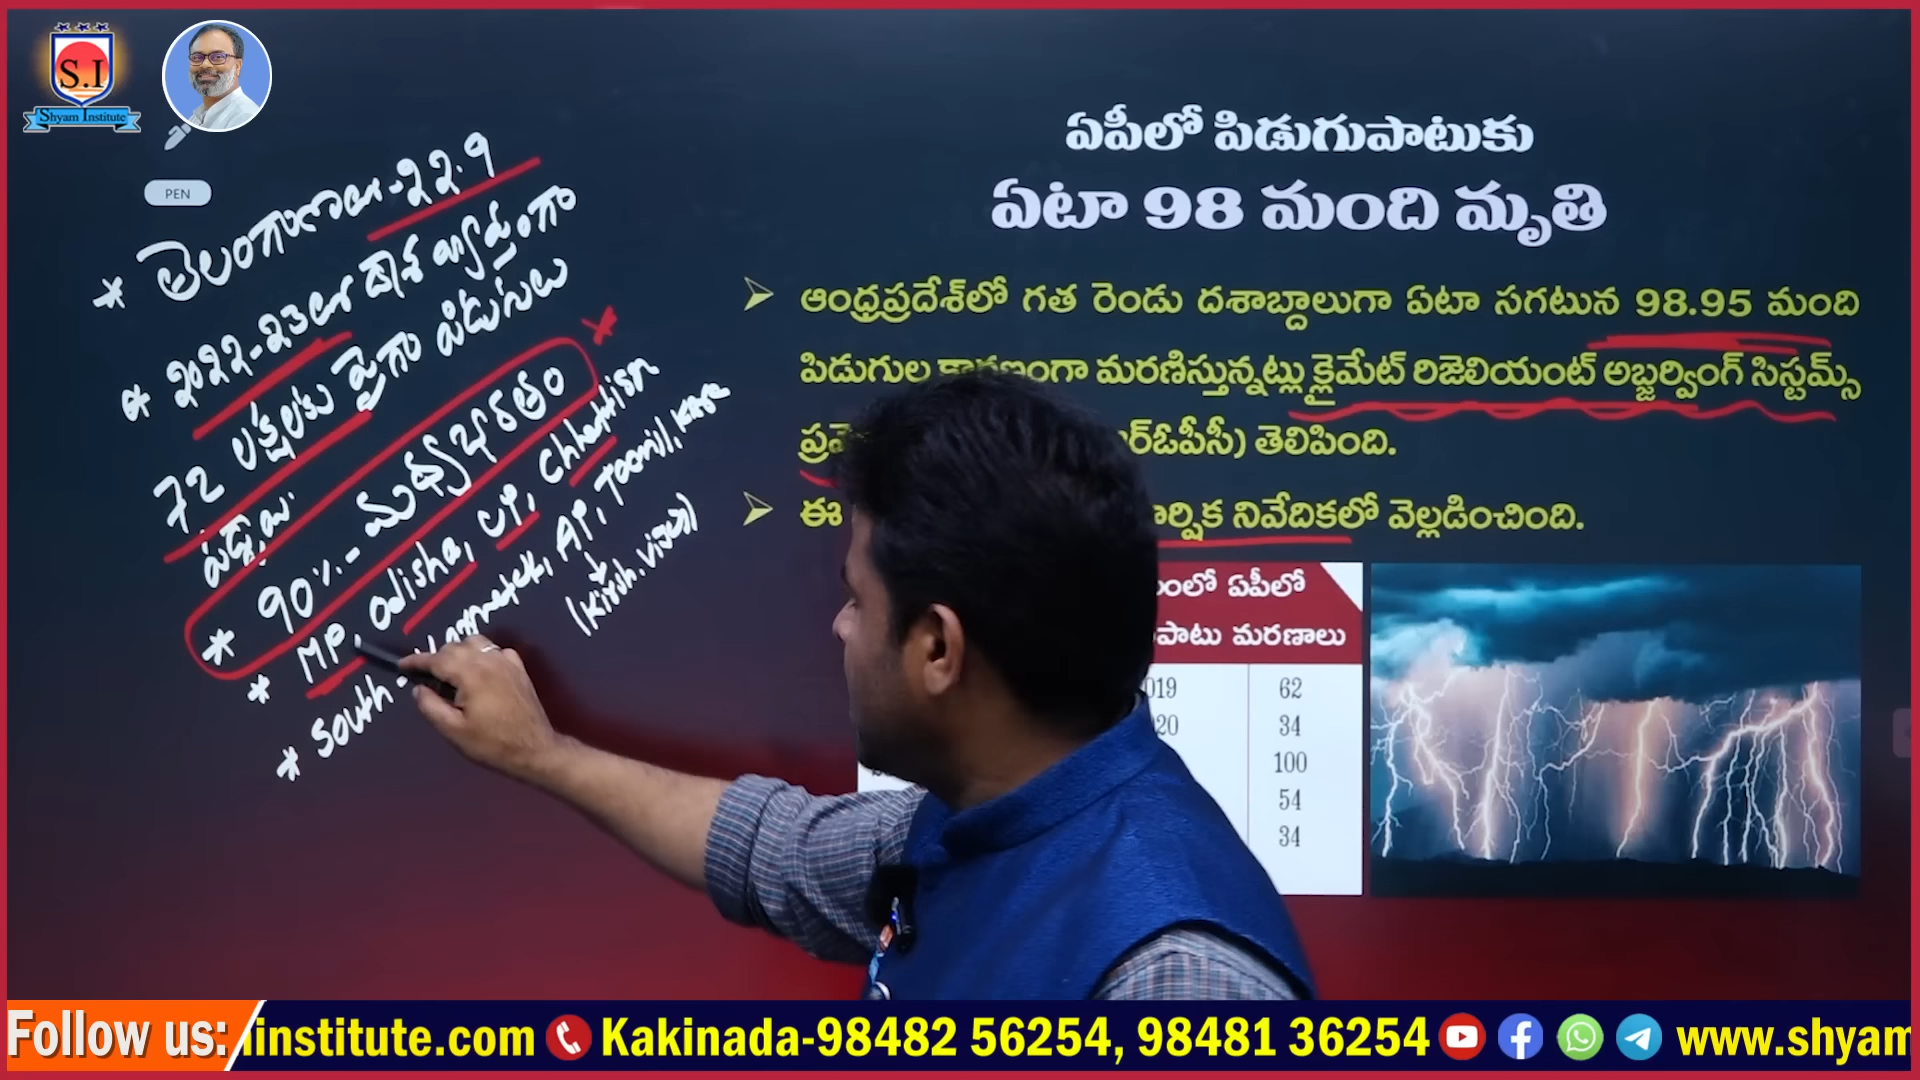 S.I
Shyam Institute
PEN
* తెలంగాణాలో-22.9
* 2022-23లో దేశ వ్యాప్తంగా
72 లక్షలకు పైగా పిడుగులు
పడ్డాయి.
* 90%-మధ్యభారతం
* MP, odisha, UP,
* South- AP, Tamil,
ఏపీలో పిడుగుపాటుకు
ఏటా 98 మంది మృతి
ఆంధ్రప్రదేశ్‌లో గత రెండు దశాబ్దాలుగా ఏటా సగటున 98.95 మంది
పిడుగుల కారణంగా మరణిస్తున్నట్లు క్లైమేట్ రిజెలియంట్ అబ్జర్వింగ్ సిస్టమ్స్
తెలిపింది.
ఈ నివేదికలో వెల్లడించింది.
ఏపీలో
మరణాలు
62
34
100
54
34
Follow us: institute.com Kakinada-98482 56254, 98481 36254 www.shyam